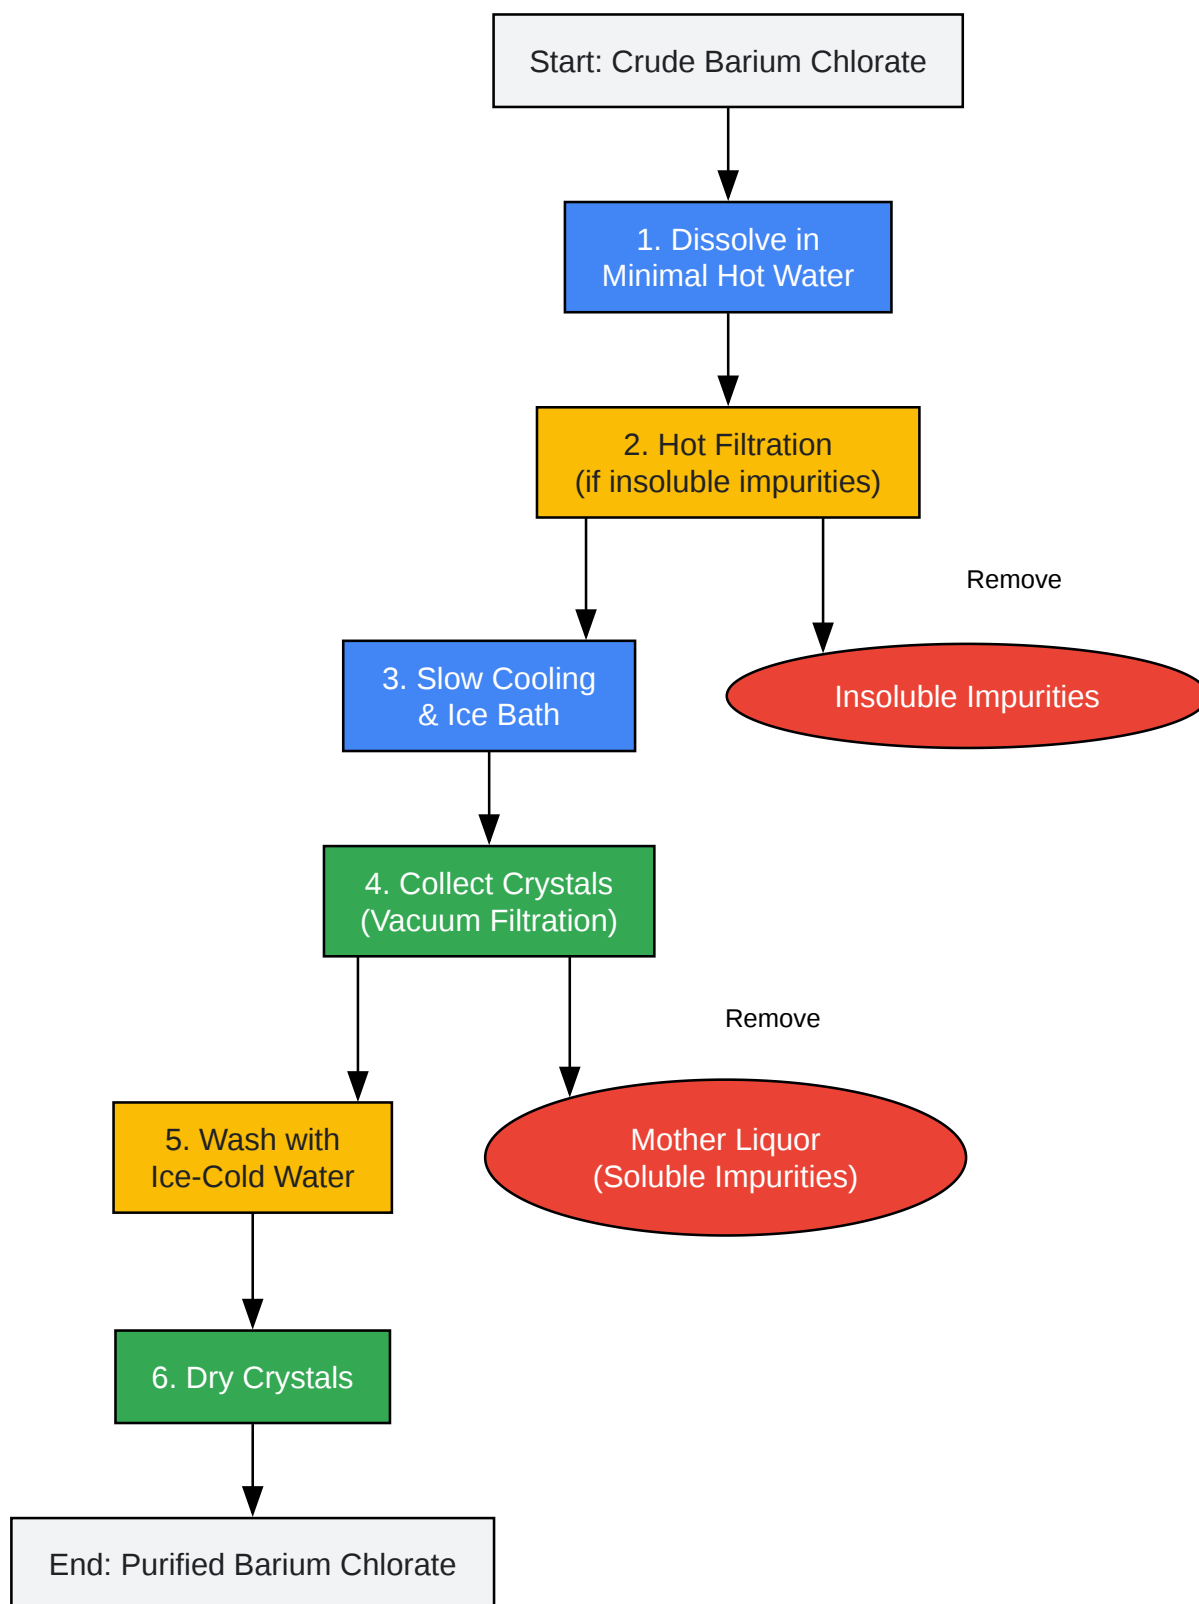 Start: Crude Barium Chlorate
1. Dissolve in
Minimal Hot Water
2. Hot Filtration
(if insoluble impurities)
Remove
3. Slow Cooling
& Ice Bath
Insoluble Impurities
4. Collect Crystals
(Vacuum Filtration)
Remove
5. Wash with
Ice-Cold Water
Mother Liquor
(Soluble Impurities)
6. Dry Crystals
End: Purified Barium Chlorate